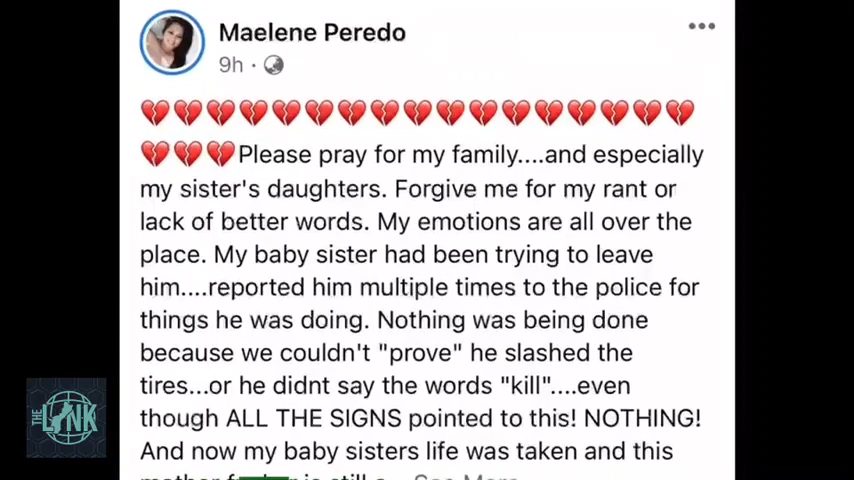 Maelene Peredo
9h ·
💔💔💔💔💔💔💔💔💔💔💔💔💔💔💔💔💔
💔💔💔Please pray for my family....and especially
my sister's daughters. Forgive me for my rant or
lack of better words. My emotions are all over the
place. My baby sister had been trying to leave
him....reported him multiple times to the police for
things he was doing. Nothing was being done
because we couldn't "prove" he slashed the
tires...or he didnt say the words "kill"....even
though ALL THE SIGNS pointed to this! NOTHING!
And now my baby sisters life was taken and this
THE LINK